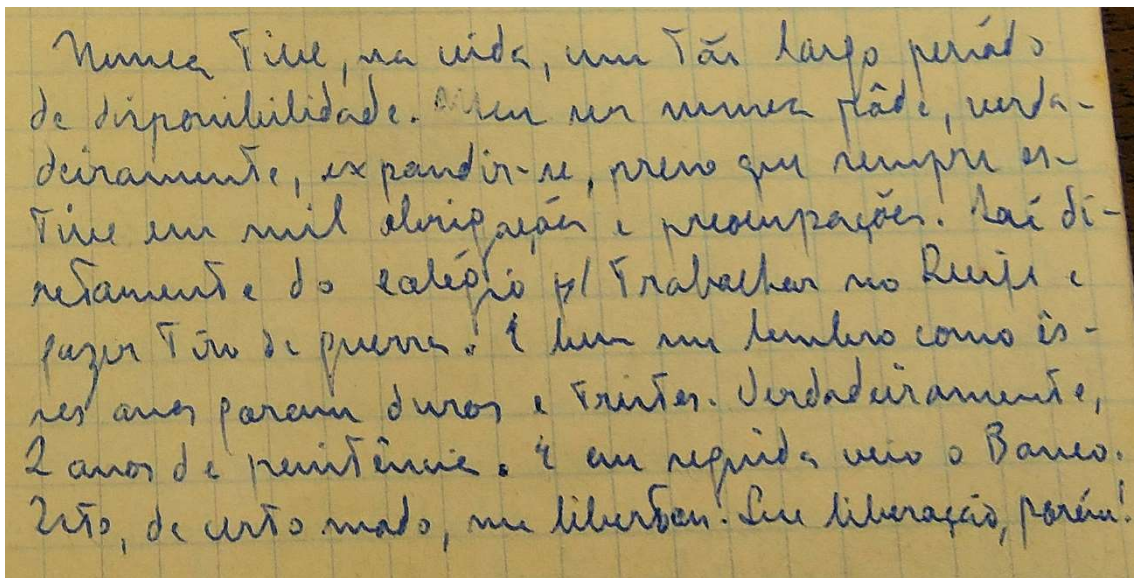 Nunca tive, na vida, um tão largo período
de disponibilidade. Meu ser nunca pôde, verda-
deiramente, expandir-se, preso que sempre es-
tive em mil obrigações e preocupações. Saí di-
retamente do colégio p/ trabalhar no Recife e
fazer Tiro de guerra. E bem me lembro como ês-
ses anos foram duros e tristes. Verdadeiramente,
2 anos de penitência. E em seguida veio o Banco.
Isto, de certo modo, me libertou. Que liberação, porém!